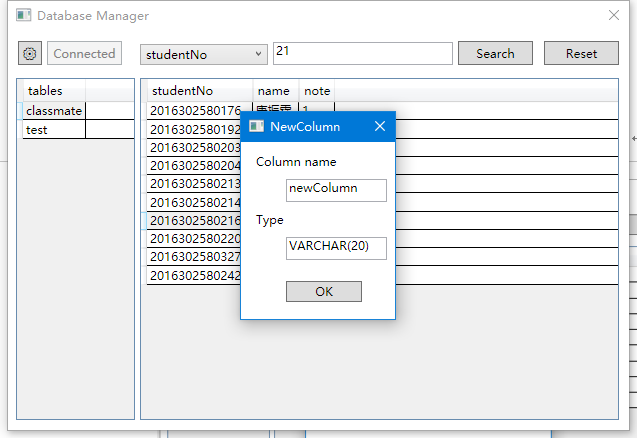 Database Manager
Connected
studentNo
21
Search
Reset
tables
classmate
test
studentNo name note
2016302580176 1
2016302580192
2016302580203
2016302580204
2016302580213
2016302580214
2016302580216
2016302580220
2016302580327
2016302580242
NewColumn
Column name
newColumn
Type
VARCHAR(20)
OK